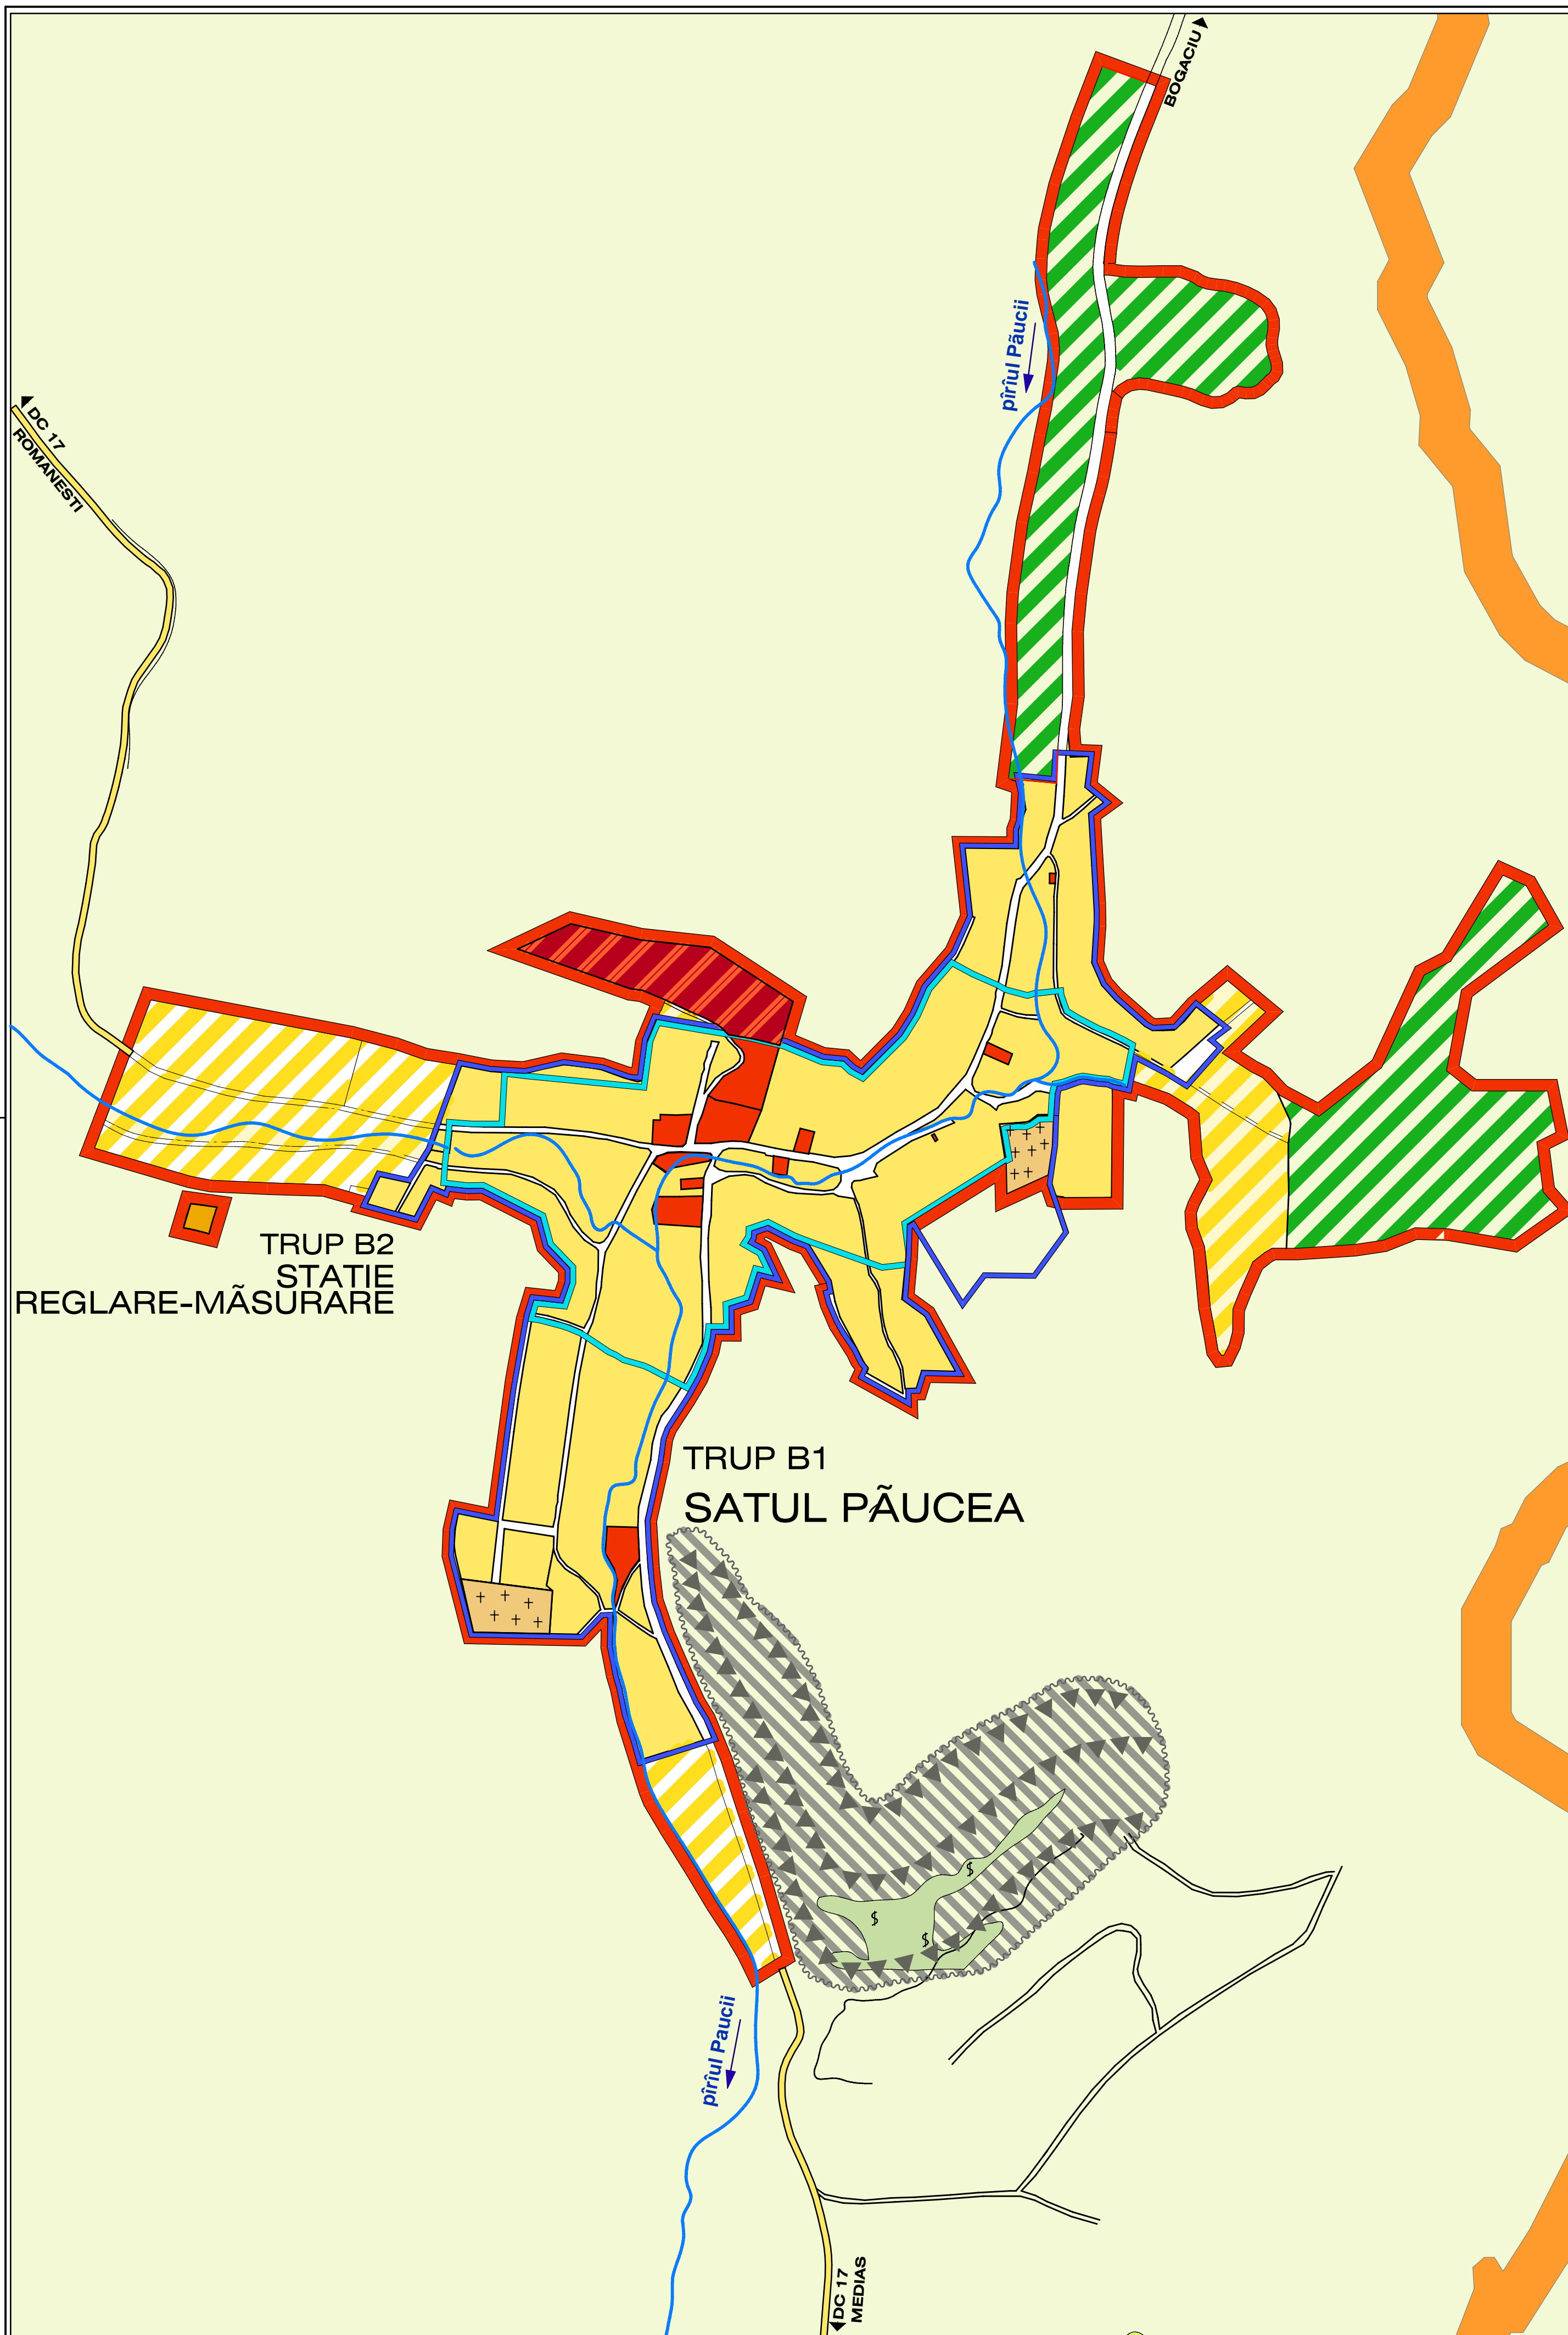 BOGACIU
pîrîul Pãucii
DC 17
ROMANESTI
TRUP B2
STATIE
REGLARE-MÃSURARE
TRUP B1
SATUL PÃUCEA
$
$
$
pîrîul Paucii
DC 17
MEDIAS